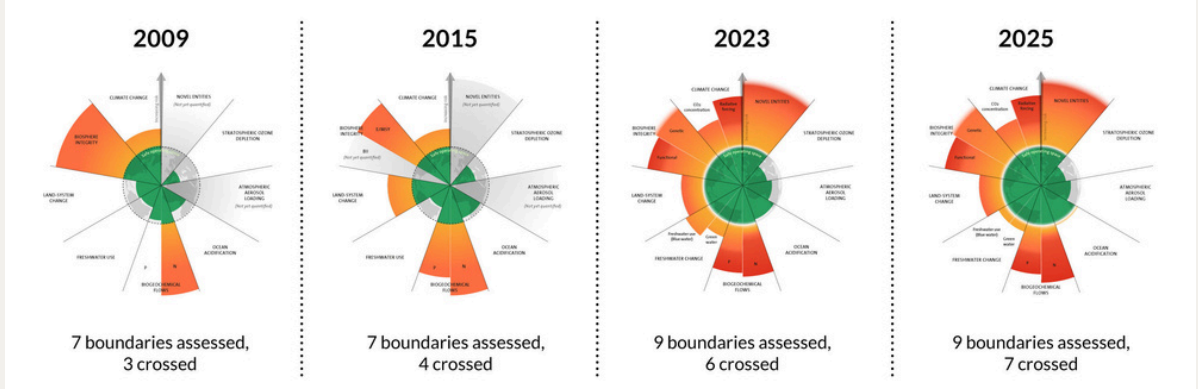 2009
CLIMATE CHANGE
NOVEL ENTITIES
(Not yet quantified)
STRATOSPHERIC OZONE
DEPLETION
ATMOSPHERIC
AEROSOL
LOADING
(Not yet quantified)
OCEAN
ACIDIFICATION
BIOGEOCHEMICAL
FLOWS
P
N
FRESHWATER USE
LAND-SYSTEM
CHANGE
BIOSPHERE
INTEGRITY
7 boundaries assessed,
3 crossed
2015
CLIMATE CHANGE
NOVEL ENTITIES
(Not yet quantified)
STRATOSPHERIC OZONE
DEPLETION
ATMOSPHERIC
AEROSOL
LOADING
(Not yet quantified)
OCEAN
ACIDIFICATION
BIOGEOCHEMICAL
FLOWS
P
N
FRESHWATER USE
LAND-SYSTEM
CHANGE
BIOSPHERE
INTEGRITY
E/MSY
BII
(Not yet quantified)
7 boundaries assessed,
4 crossed
2023
CLIMATE CHANGE
CO₂
concentration
Radiative
forcing
NOVEL ENTITIES
STRATOSPHERIC OZONE
DEPLETION
ATMOSPHERIC
AEROSOL
LOADING
OCEAN
ACIDIFICATION
BIOGEOCHEMICAL
FLOWS
P
N
FRESHWATER CHANGE
Freshwater use
(Blue water)
Green
water
LAND-SYSTEM
CHANGE
BIOSPHERE
INTEGRITY
Genetic
Functional
9 boundaries assessed,
6 crossed
2025
CLIMATE CHANGE
CO₂
concentration
Radiative
forcing
NOVEL ENTITIES
STRATOSPHERIC OZONE
DEPLETION
ATMOSPHERIC
AEROSOL
LOADING
OCEAN
ACIDIFICATION
BIOGEOCHEMICAL
FLOWS
P
N
FRESHWATER CHANGE
Freshwater use
(Blue water)
Green
water
LAND-SYSTEM
CHANGE
BIOSPHERE
INTEGRITY
Genetic
Functional
9 boundaries assessed,
7 crossed